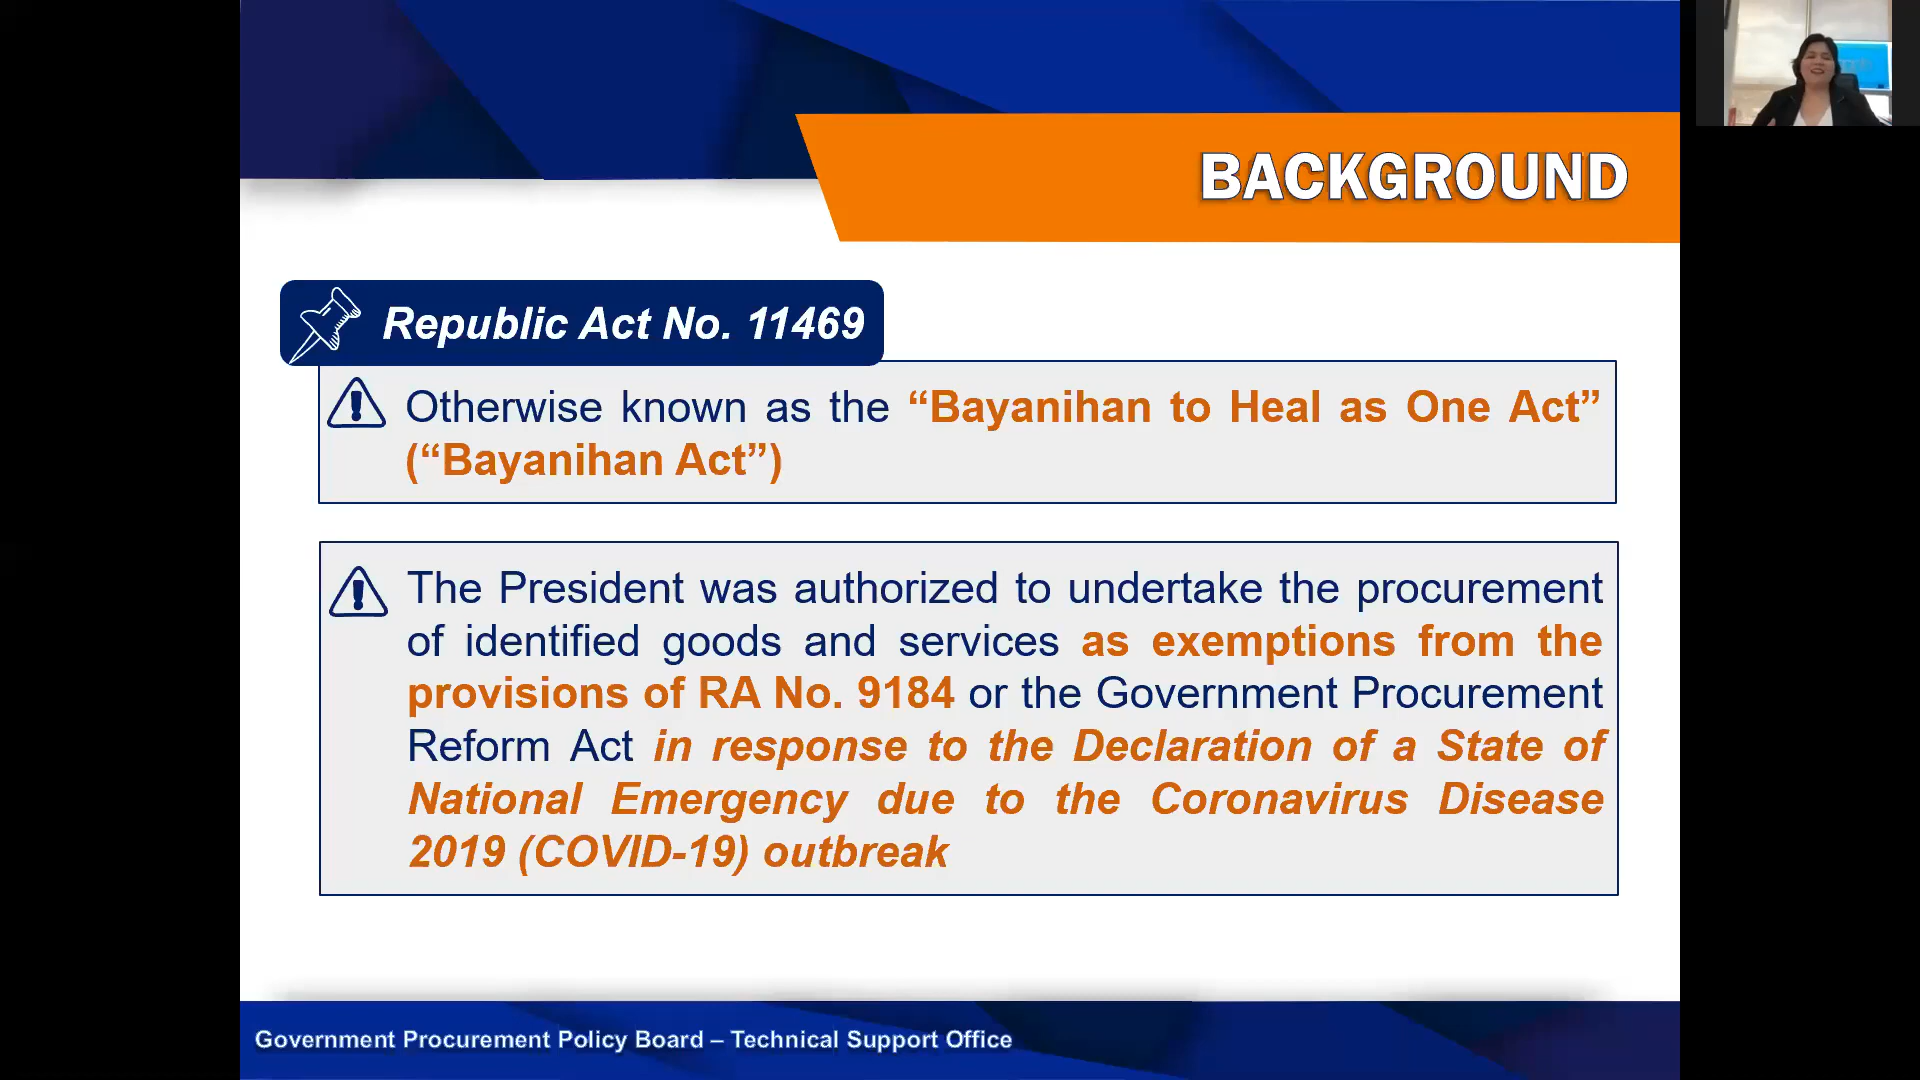 BACKGROUND
Republic Act No. 11469
Otherwise known as the “Bayanihan to Heal as One Act”
(“Bayanihan Act”)
The President was authorized to undertake the procurement
of identified goods and services as exemptions from the
provisions of RA No. 9184 or the Government Procurement
Reform Act in response to the Declaration of a State of
National Emergency due to the Coronavirus Disease
2019 (COVID-19) outbreak
Government Procurement Policy Board – Technical Support Office